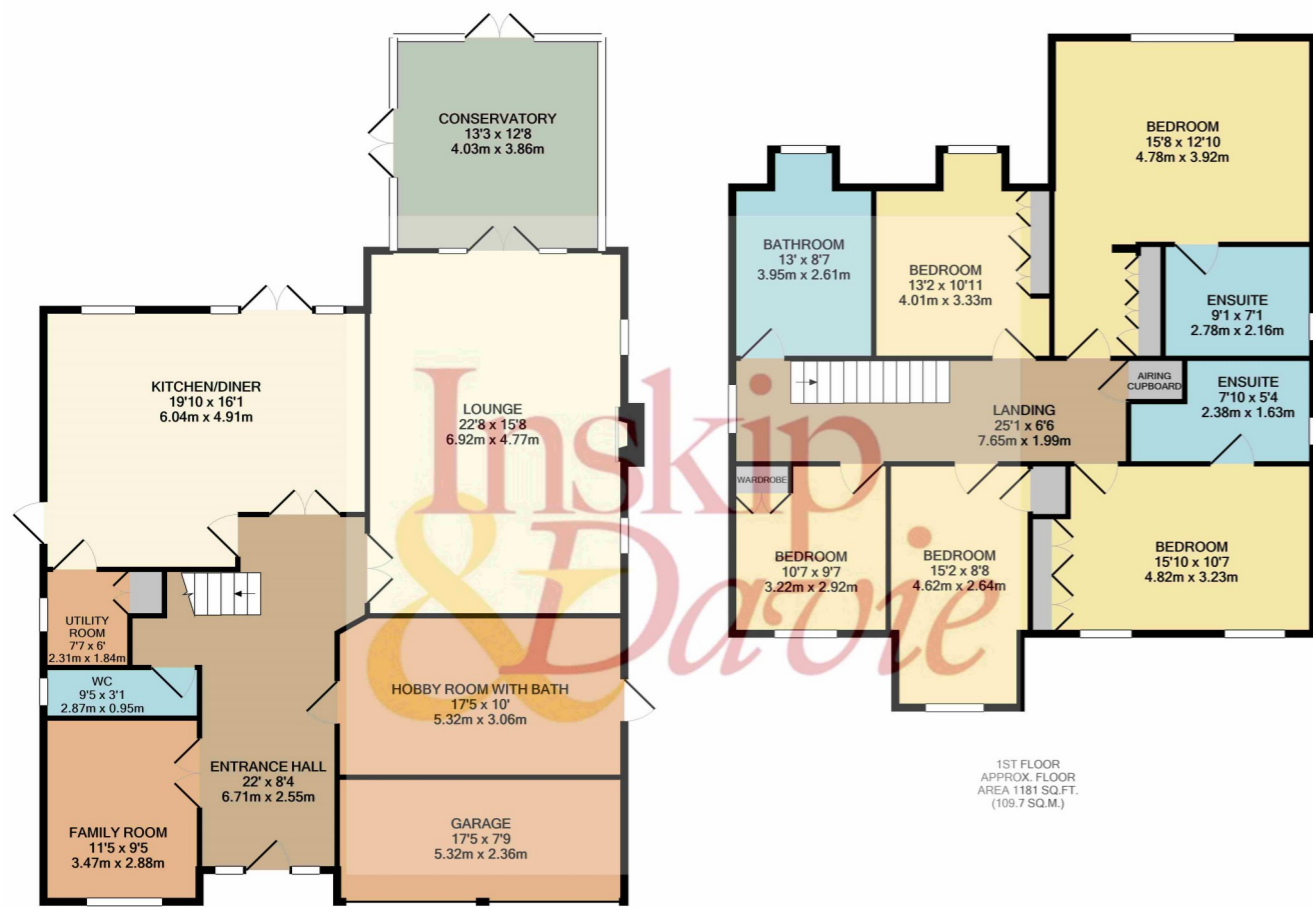 CONSERVATORY
13'3 x 12'8
4.03m x 3.86m
KITCHEN/DINER
19'10 x 16'1
6.04m x 4.91m
LOUNGE
22'8 x 15'8
6.92m x 4.77m
UTILITY
ROOM
7'7 x 6'
2.31m x 1.84m
WC
9'5 x 3'1
2.87m x 0.95m
HOBBY ROOM WITH BATH
17'5 x 10'
5.32m x 3.06m
ENTRANCE HALL
22' x 8'4
6.71m x 2.55m
FAMILY ROOM
11'5 x 9'5
3.47m x 2.88m
GARAGE
17'5 x 7'9
5.32m x 2.36m
BEDROOM
15'8 x 12'10
4.78m x 3.92m
BATHROOM
13' x 8'7
3.95m x 2.61m
BEDROOM
13'2 x 10'11
4.01m x 3.33m
ENSUITE
9'1 x 7'1
2.78m x 2.16m
AIRING
CUPBOARD
ENSUITE
7'10 x 5'4
2.38m x 1.63m
LANDING
25'1 x 6'6
7.65m x 1.99m
WARDROBE
BEDROOM
10'7 x 9'7
3.22m x 2.92m
BEDROOM
15'2 x 8'8
4.62m x 2.64m
BEDROOM
15'10 x 10'7
4.82m x 3.23m
1ST FLOOR
APPROX. FLOOR
AREA 1181 SQ.FT.
(109.7 SQ.M.)
Inskip
& Davie